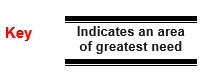 Key
Indicates an area
of greatest need